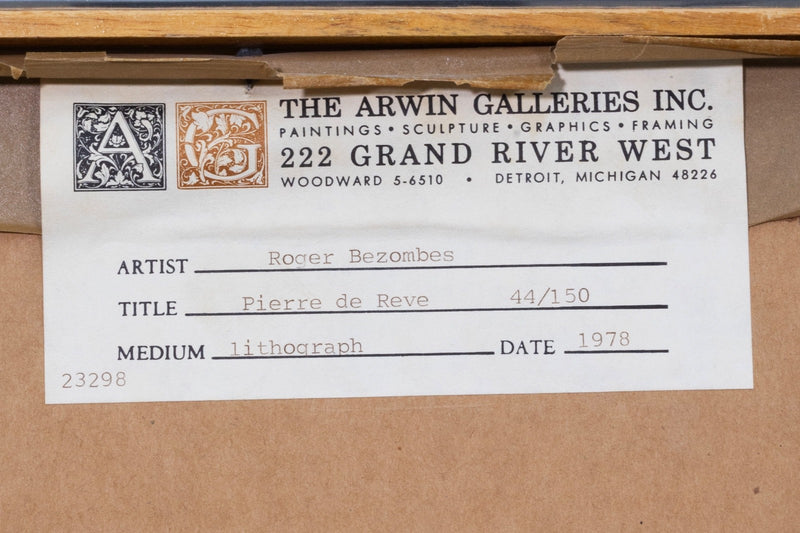 A G THE ARWIN GALLERIES INC.
PAINTINGS • SCULPTURE • GRAPHICS • FRAMING
222 GRAND RIVER WEST
WOODWARD 5-6510 • DETROIT, MICHIGAN 48226
ARTIST Roger Bezombes
TITLE Pierre de Reve 44/150
MEDIUM lithograph DATE 1978
23298